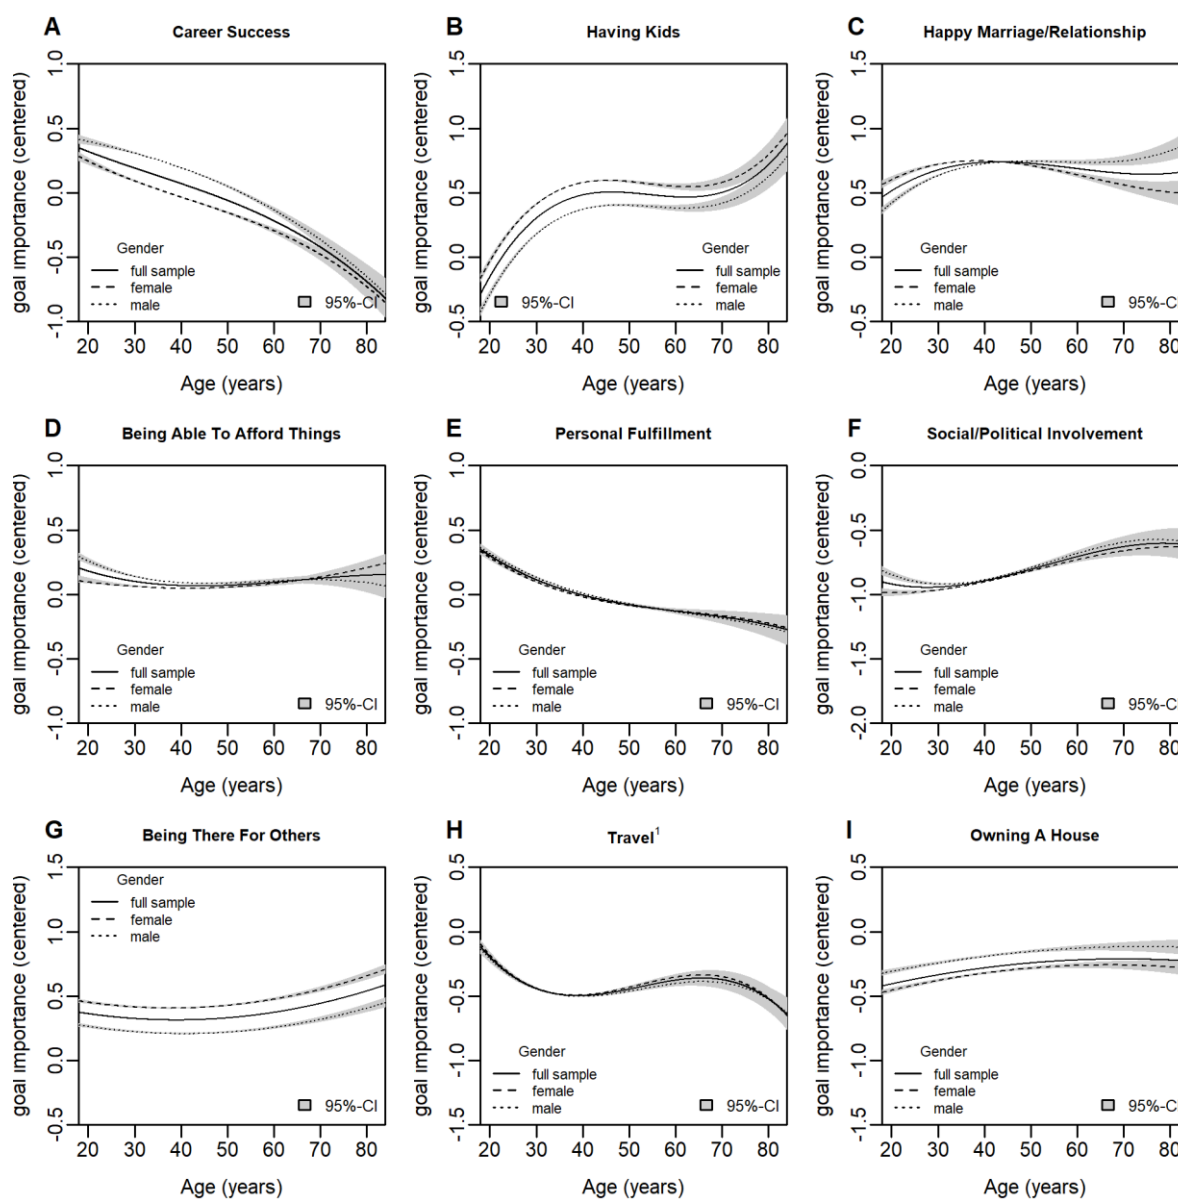 A Career Success
goal importance (centered)
1.0
0.5
0.0
-0.5
-1.0
Gender
full sample
female
male
95%-CI
20 30 40 50 60 70 80
Age (years)
B Having Kids
goal importance (centered)
1.5
1.0
0.5
0.0
-0.5
Gender
full sample
female
male
95%-CI
20 30 40 50 60 70 80
Age (years)
C Happy Marriage/Relationship
goal importance (centered)
1.5
1.0
0.5
0.0
-0.5
Gender
full sample
female
male
95%-CI
20 30 40 50 60 70 80
Age (years)
D Being Able To Afford Things
goal importance (centered)
1.0
0.5
0.0
-0.5
-1.0
Gender
full sample
female
male
95%-CI
20 30 40 50 60 70 80
Age (years)
E Personal Fulfillment
goal importance (centered)
1.0
0.5
0.0
-0.5
-1.0
Gender
full sample
female
male
95%-CI
20 30 40 50 60 70 80
Age (years)
F Social/Political Involvement
goal importance (centered)
0.0
-0.5
-1.0
-1.5
-2.0
Gender
full sample
female
male
95%-CI
20 30 40 50 60 70 80
Age (years)
G Being There For Others
goal importance (centered)
1.5
1.0
0.5
0.0
-0.5
Gender
full sample
female
male
95%-CI
20 30 40 50 60 70 80
Age (years)
H Travel¹
goal importance (centered)
0.5
0.0
-0.5
-1.0
-1.5
Gender
full sample
female
male
95%-CI
20 30 40 50 60 70 80
Age (years)
I Owning A House
goal importance (centered)
0.5
0.0
-0.5
-1.0
-1.5
Gender
full sample
female
male
95%-CI
20 30 40 50 60 70 80
Age (years)